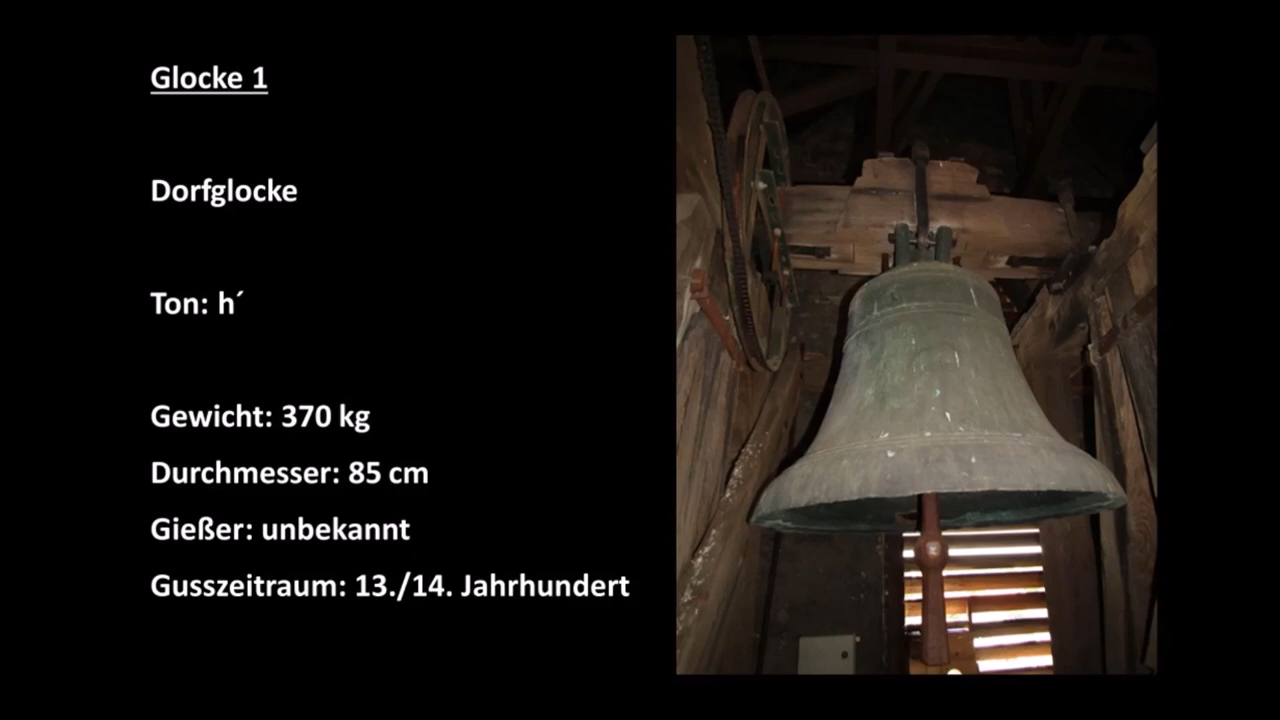 Glocke 1
Dorfglocke
Ton: h´
Gewicht: 370 kg
Durchmesser: 85 cm
Gießer: unbekannt
Gusszeitraum: 13./14. Jahrhundert